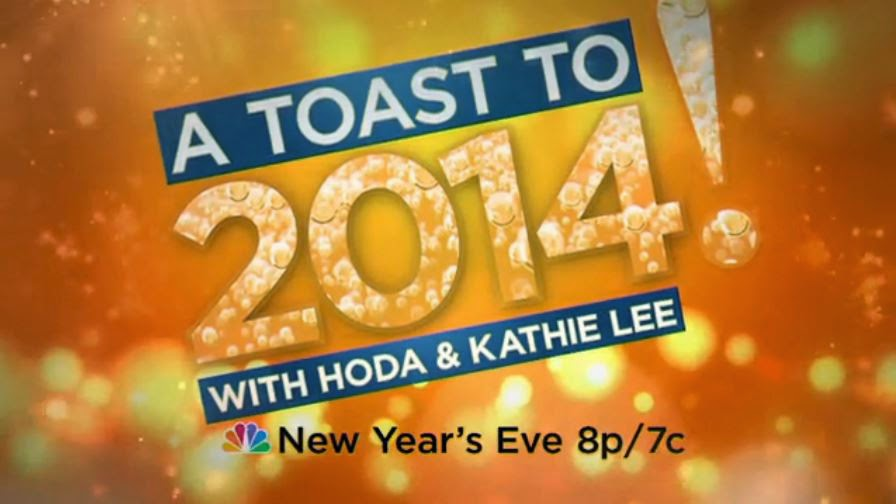 A TOAST TO
2014!
WITH HODA & KATHIE LEE
New Year's Eve 8p/7c